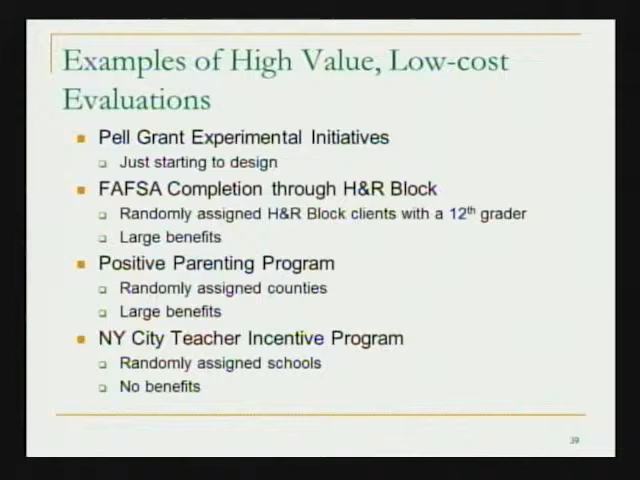 Examples of High Value, Low-cost
Evaluations
Pell Grant Experimental Initiatives
Just starting to design
FAFSA Completion through H&R Block
Randomly assigned H&R Block clients with a 12th grader
Large benefits
Positive Parenting Program
Randomly assigned counties
Large benefits
NY City Teacher Incentive Program
Randomly assigned schools
No benefits
39